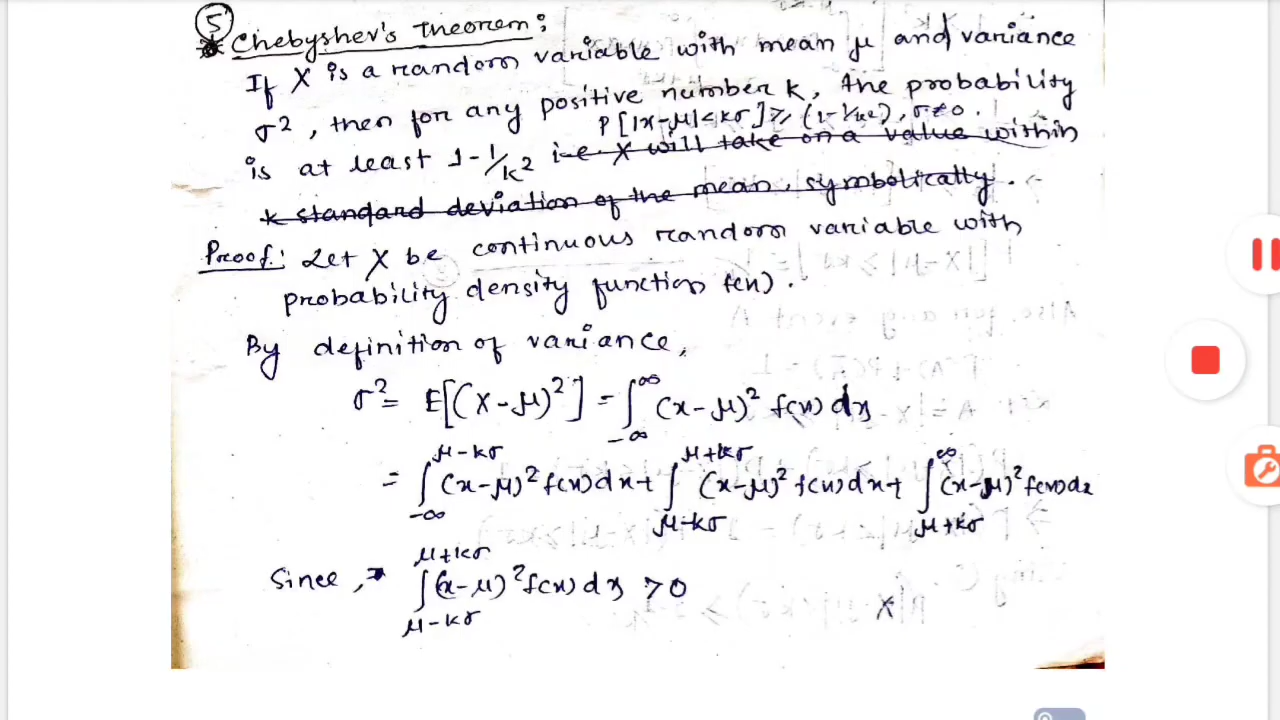 5
* Chebyshev's Theorem:
If X is a random variable with mean μ and variance
σ², then for any positive number k, the probability
P[|x-μ|<kσ] ≥ (1-1/k²), σ≠0.
is at least 1-1/k² i.e. X will take on a value within
k standard deviation of the mean, symbolically.
Proof: Let X be continuous random variable with
probability density function f(x).
By definition of variance,
σ² = E[(X-μ)²] = ∫_{-∞}^{∞} (x-μ)² f(x) dx
= ∫_{-∞}^{μ-kσ} (x-μ)² f(x) dx + ∫_{μ-kσ}^{μ+kσ} (x-μ)² f(x) dx + ∫_{μ+kσ}^{∞} (x-μ)² f(x) dx
Since, ∫_{μ-kσ}^{μ+kσ} (x-μ)² f(x) dx >0